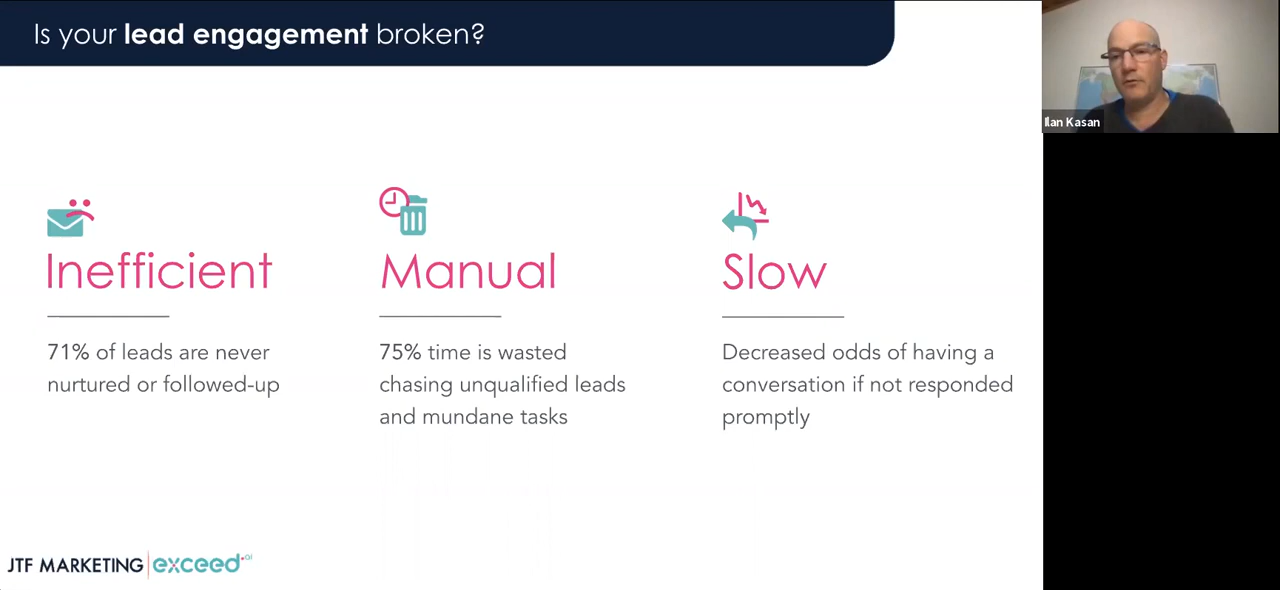 Is your lead engagement broken?
Ilan Kasan
Inefficient
71% of leads are never
nurtured or followed-up
Manual
75% time is wasted
chasing unqualified leads
and mundane tasks
Slow
Decreased odds of having a
conversation if not responded
promptly
JTF MARKETING exceed.ai